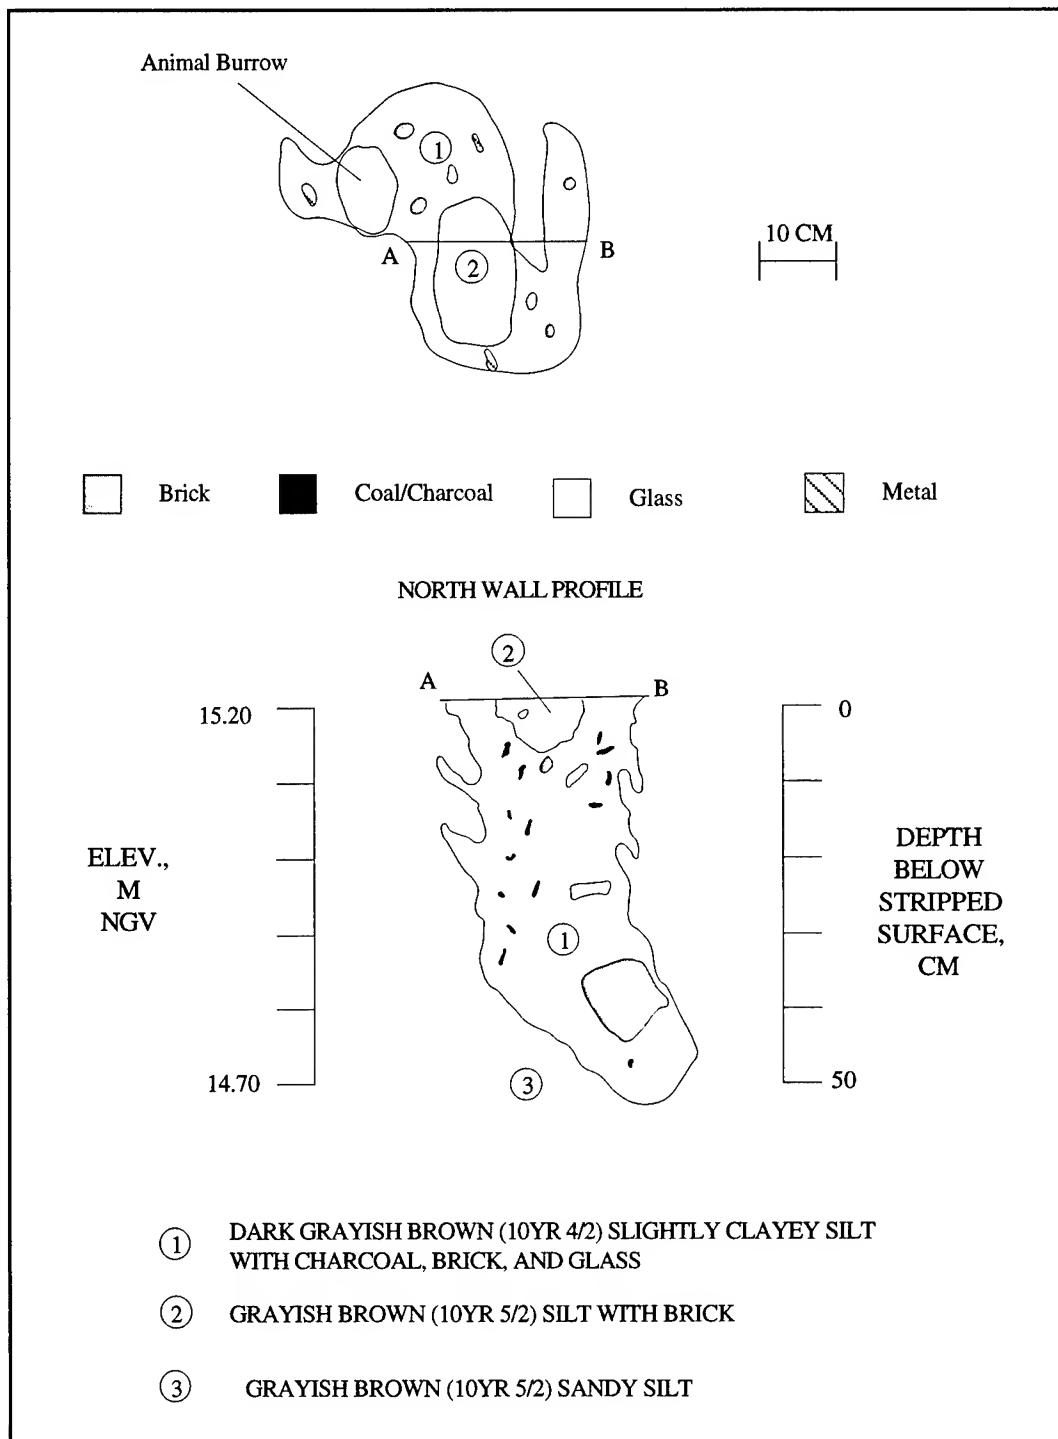 Animal Burrow
1
10 CM
A
B
2
Brick
Coal/Charcoal
Glass
Metal
NORTH WALL PROFILE
2
A
B
15.20
0
ELEV.,
M
NGV
DEPTH
BELOW
STRIPPED
SURFACE,
CM
1
14.70
3
50
1 DARK GRAYISH BROWN (10YR 4/2) SLIGHTLY CLAYEY SILT
WITH CHARCOAL, BRICK, AND GLASS
2 GRAYISH BROWN (10YR 5/2) SILT WITH BRICK
3 GRAYISH BROWN (10YR 5/2) SANDY SILT